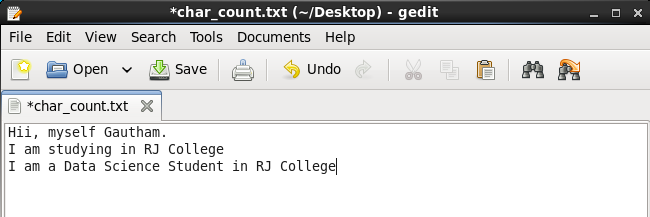 *char_count.txt (~/Desktop) - gedit
File Edit View Search Tools Documents Help
Open Save Undo
*char_count.txt
Hii, myself Gautham.
I am studying in RJ College
I am a Data Science Student in RJ College